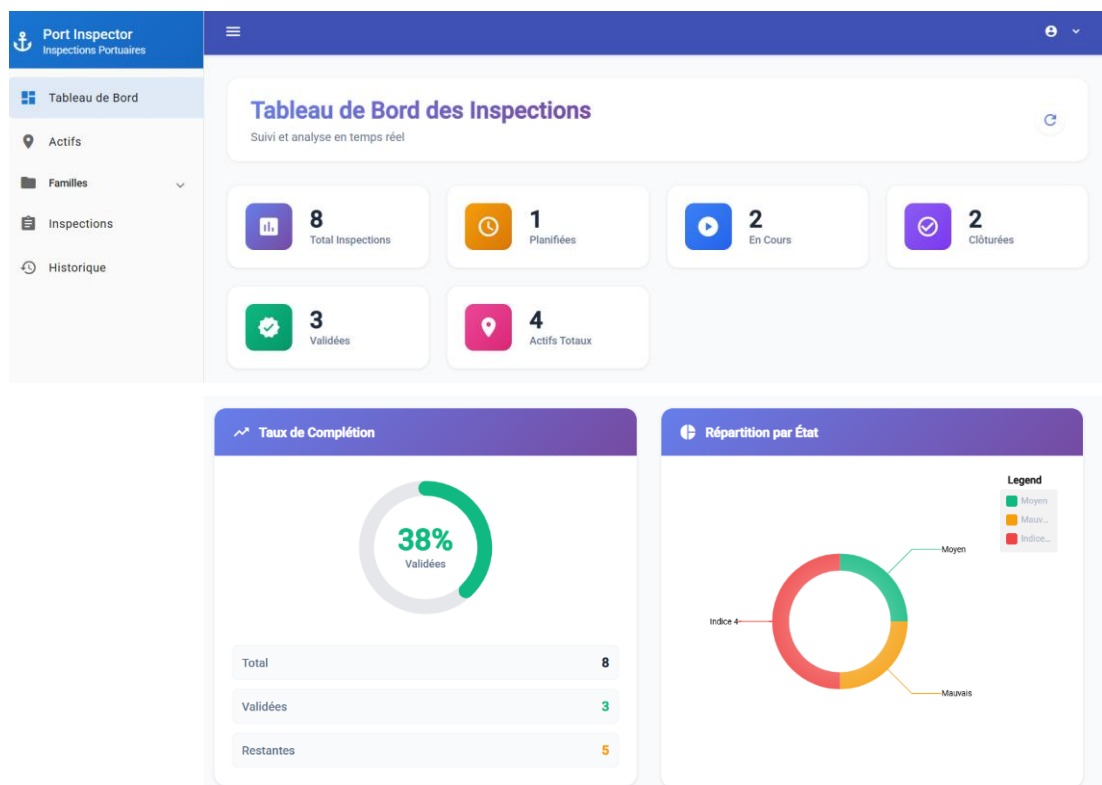 Port Inspector
Inspections Portuaires
Tableau de Bord
Actifs
Familles
Inspections
Historique
Tableau de Bord des Inspections
Suivi et analyse en temps réel
8
Total Inspections
1
Planifiées
2
En Cours
2
Clôturées
3
Validées
4
Actifs Totaux
Taux de Complétion
38%
Validées
Total 8
Validées 3
Restantes 5
Répartition par État
Legend
Moyen
Mauv...
Indice...
Moyen
Indice 4
Mauvais